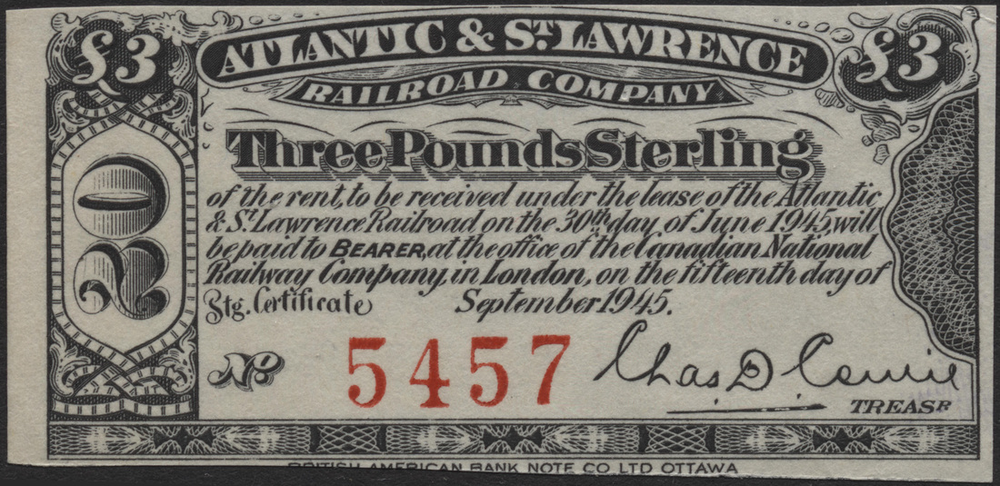 £3
£3
ATLANTIC & ST. LAWRENCE
RAILROAD COMPANY
Three Pounds Sterling
of the rent, to be received under the lease of the Atlantic
& St. Lawrence Railroad on the 30th day of June 1945, will
be paid to BEARER, at the office of the Canadian National
Railway Company, in London, on the fifteenth day of
Stg. Certificate September 1945.
No 5457
Chas. D. Cowie
TREASR
20
BRITISH AMERICAN BANK NOTE CO. LTD OTTAWA